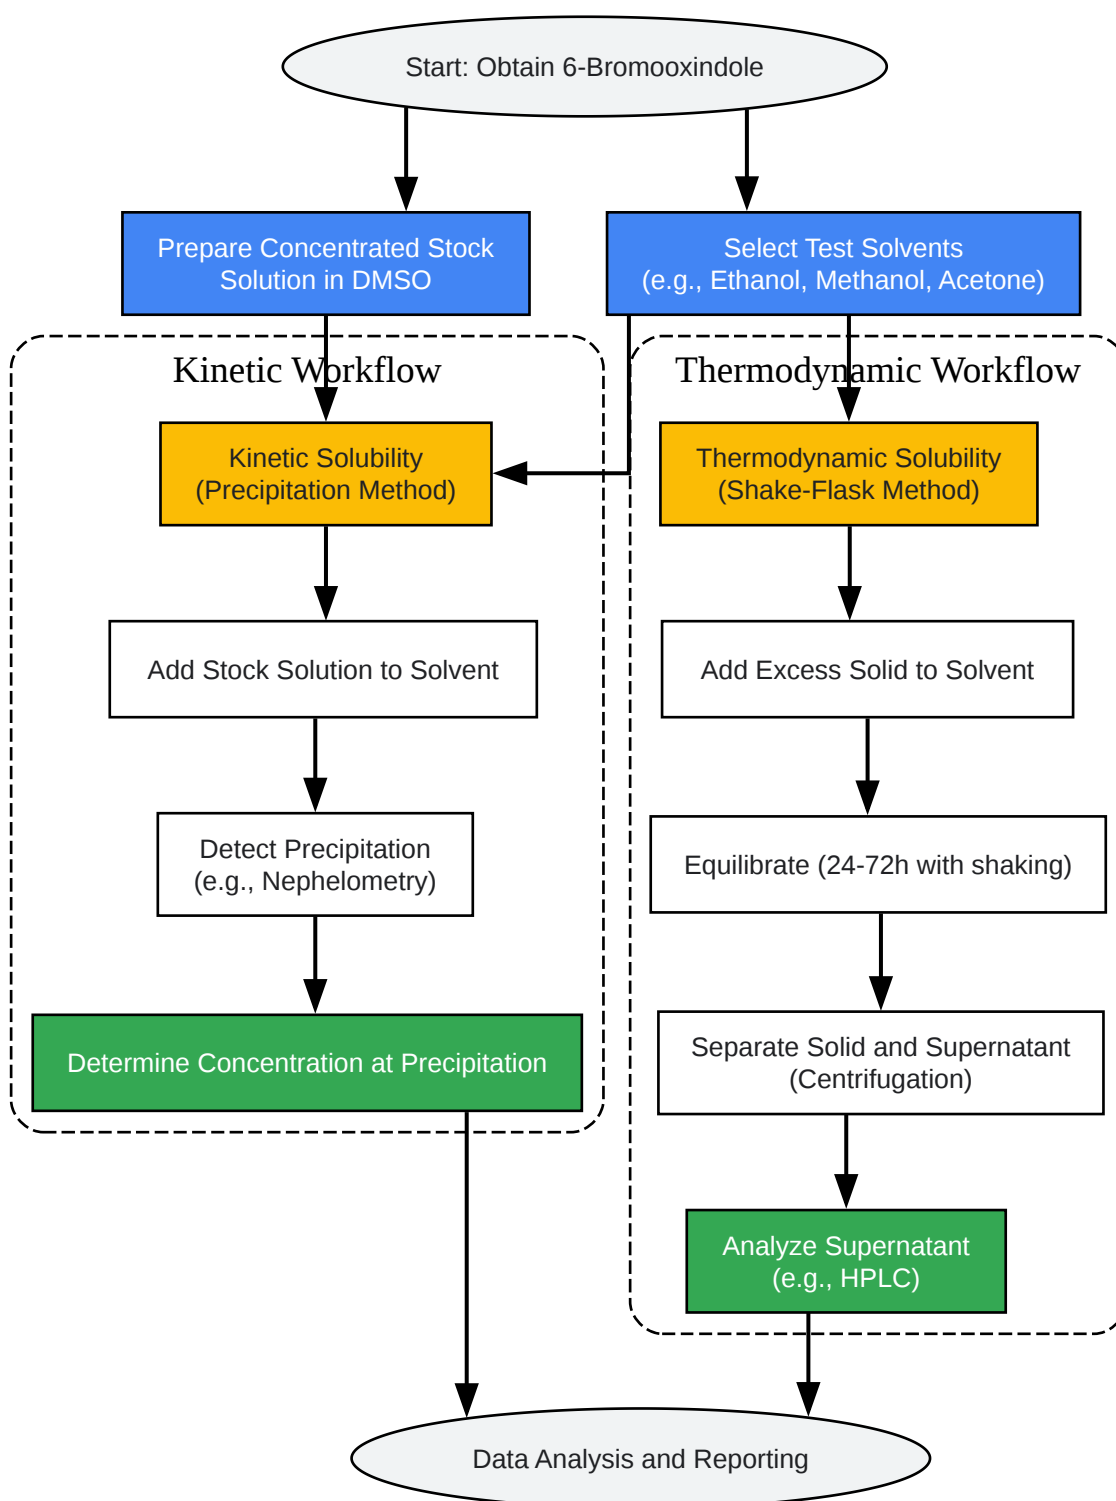 Start: Obtain 6-Bromooxindole
Prepare Concentrated Stock
Solution in DMSO
Select Test Solvents
(e.g., Ethanol, Methanol, Acetone)
Kinetic Workflow
Thermodynamic Workflow
Kinetic Solubility
(Precipitation Method)
Thermodynamic Solubility
(Shake-Flask Method)
Add Stock Solution to Solvent
Add Excess Solid to Solvent
Detect Precipitation
(e.g., Nephelometry)
Equilibrate (24-72h with shaking)
Determine Concentration at Precipitation
Separate Solid and Supernatant
(Centrifugation)
Analyze Supernatant
(e.g., HPLC)
Data Analysis and Reporting